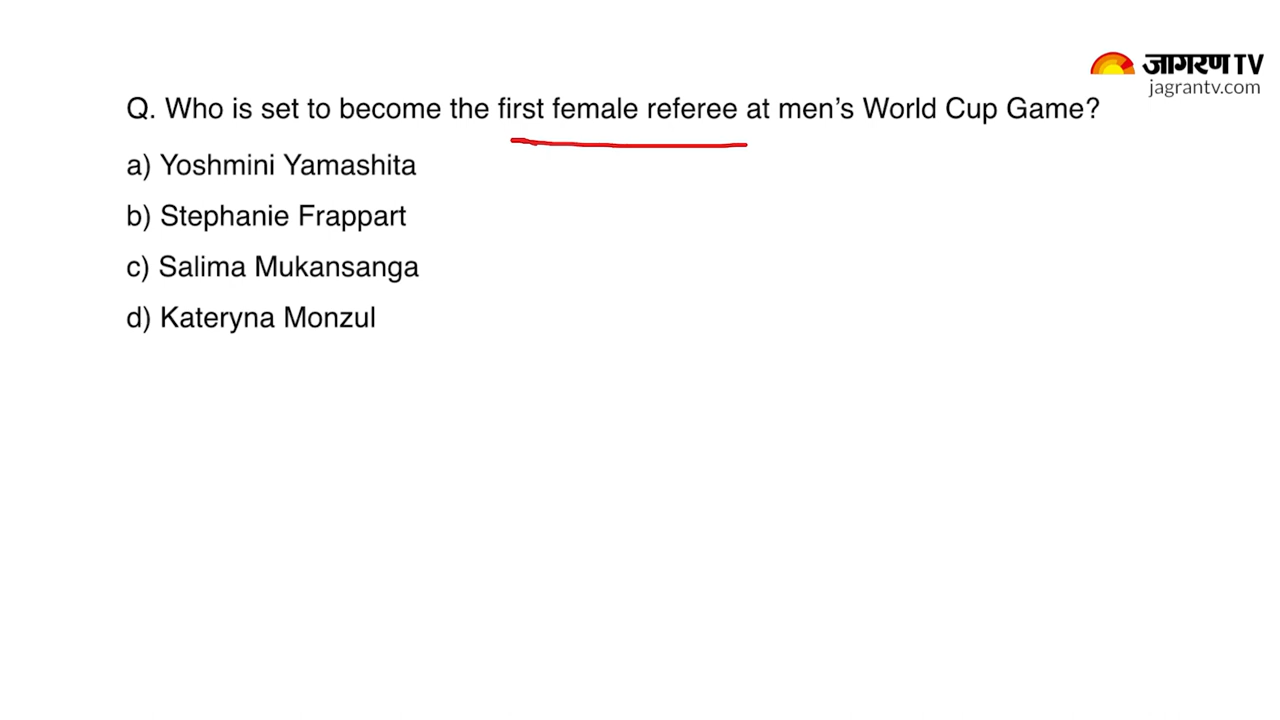 जागरण TV
jagrantv.com
Q. Who is set to become the first female referee at men’s World Cup Game?
a) Yoshmini Yamashita
b) Stephanie Frappart
c) Salima Mukansanga
d) Kateryna Monzul